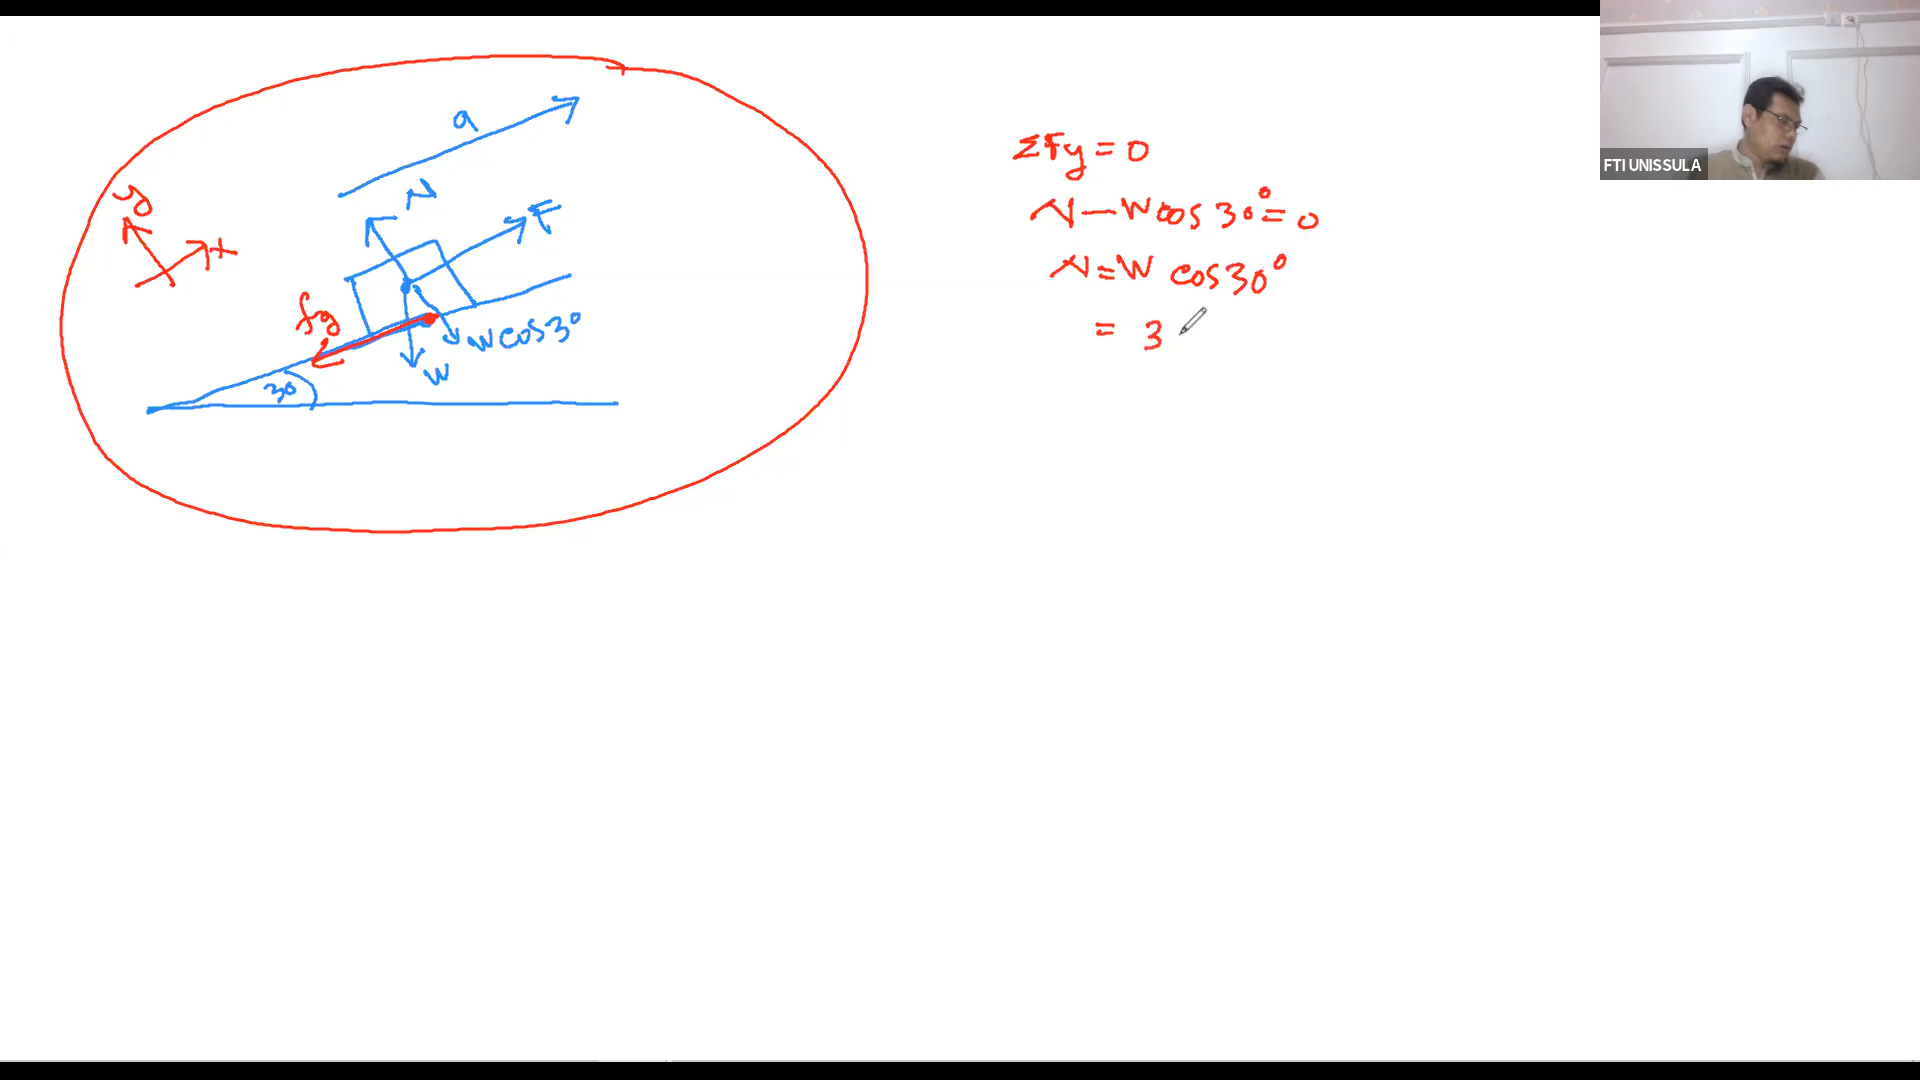 a
N
F
y
x
fg
W cos 30
W
30
ΣFy = 0
N - W cos 30° = 0
N = W cos 30°
= 3
FTI UNISSULA